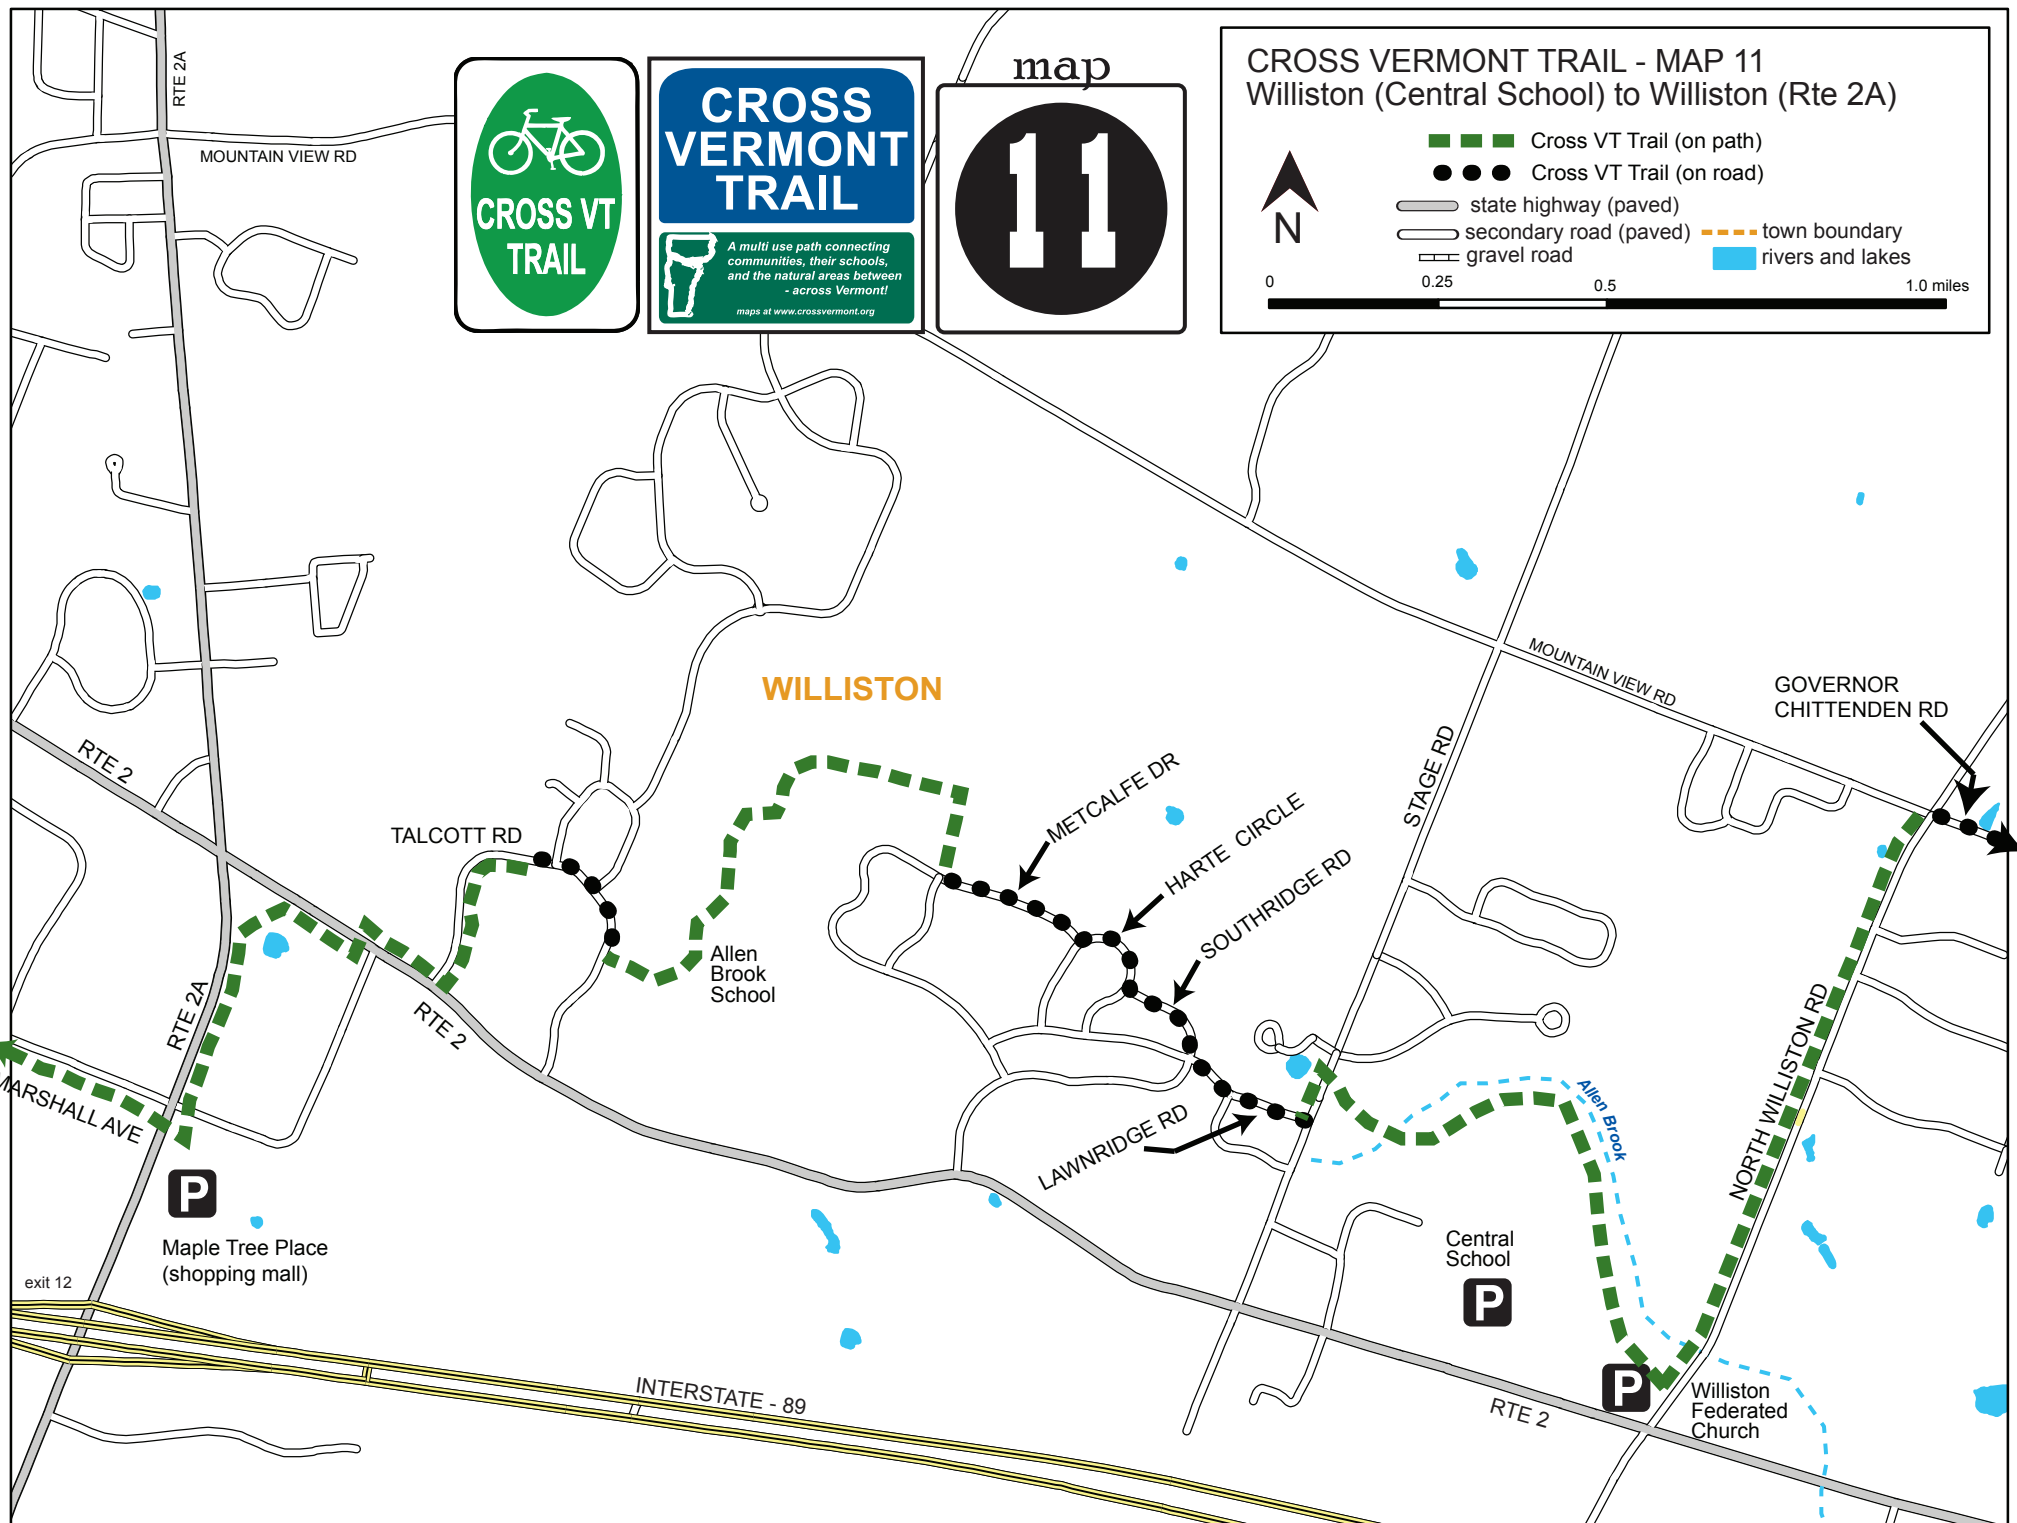 RTE 2A
MOUNTAIN VIEW RD
CROSS VT
TRAIL
CROSS
VERMONT
TRAIL
A multi use path connecting
communities, their schools,
and the natural areas between
- across Vermont!
maps at www.crossvermont.org
map
11
CROSS VERMONT TRAIL - MAP 11
Williston (Central School) to Williston (Rte 2A)
N
Cross VT Trail (on path)
Cross VT Trail (on road)
state highway (paved)
secondary road (paved)
gravel road
town boundary
rivers and lakes
0 0.25 0.5 1.0 miles
WILLISTON
MOUNTAIN VIEW RD
GOVERNOR
CHITTENDEN RD
STAGE RD
RTE 2
TALCOTT RD
METCALFE DR
HARTE CIRCLE
SOUTHRIDGE RD
Allen
Brook
School
RTE 2A
RTE 2
MARSHALL AVE
LAWNRIDGE RD
Allen Brook
NORTH WILLISTON RD
P
Maple Tree Place
(shopping mall)
exit 12
Central
School
P
INTERSTATE - 89
P
Williston
Federated
Church
RTE 2